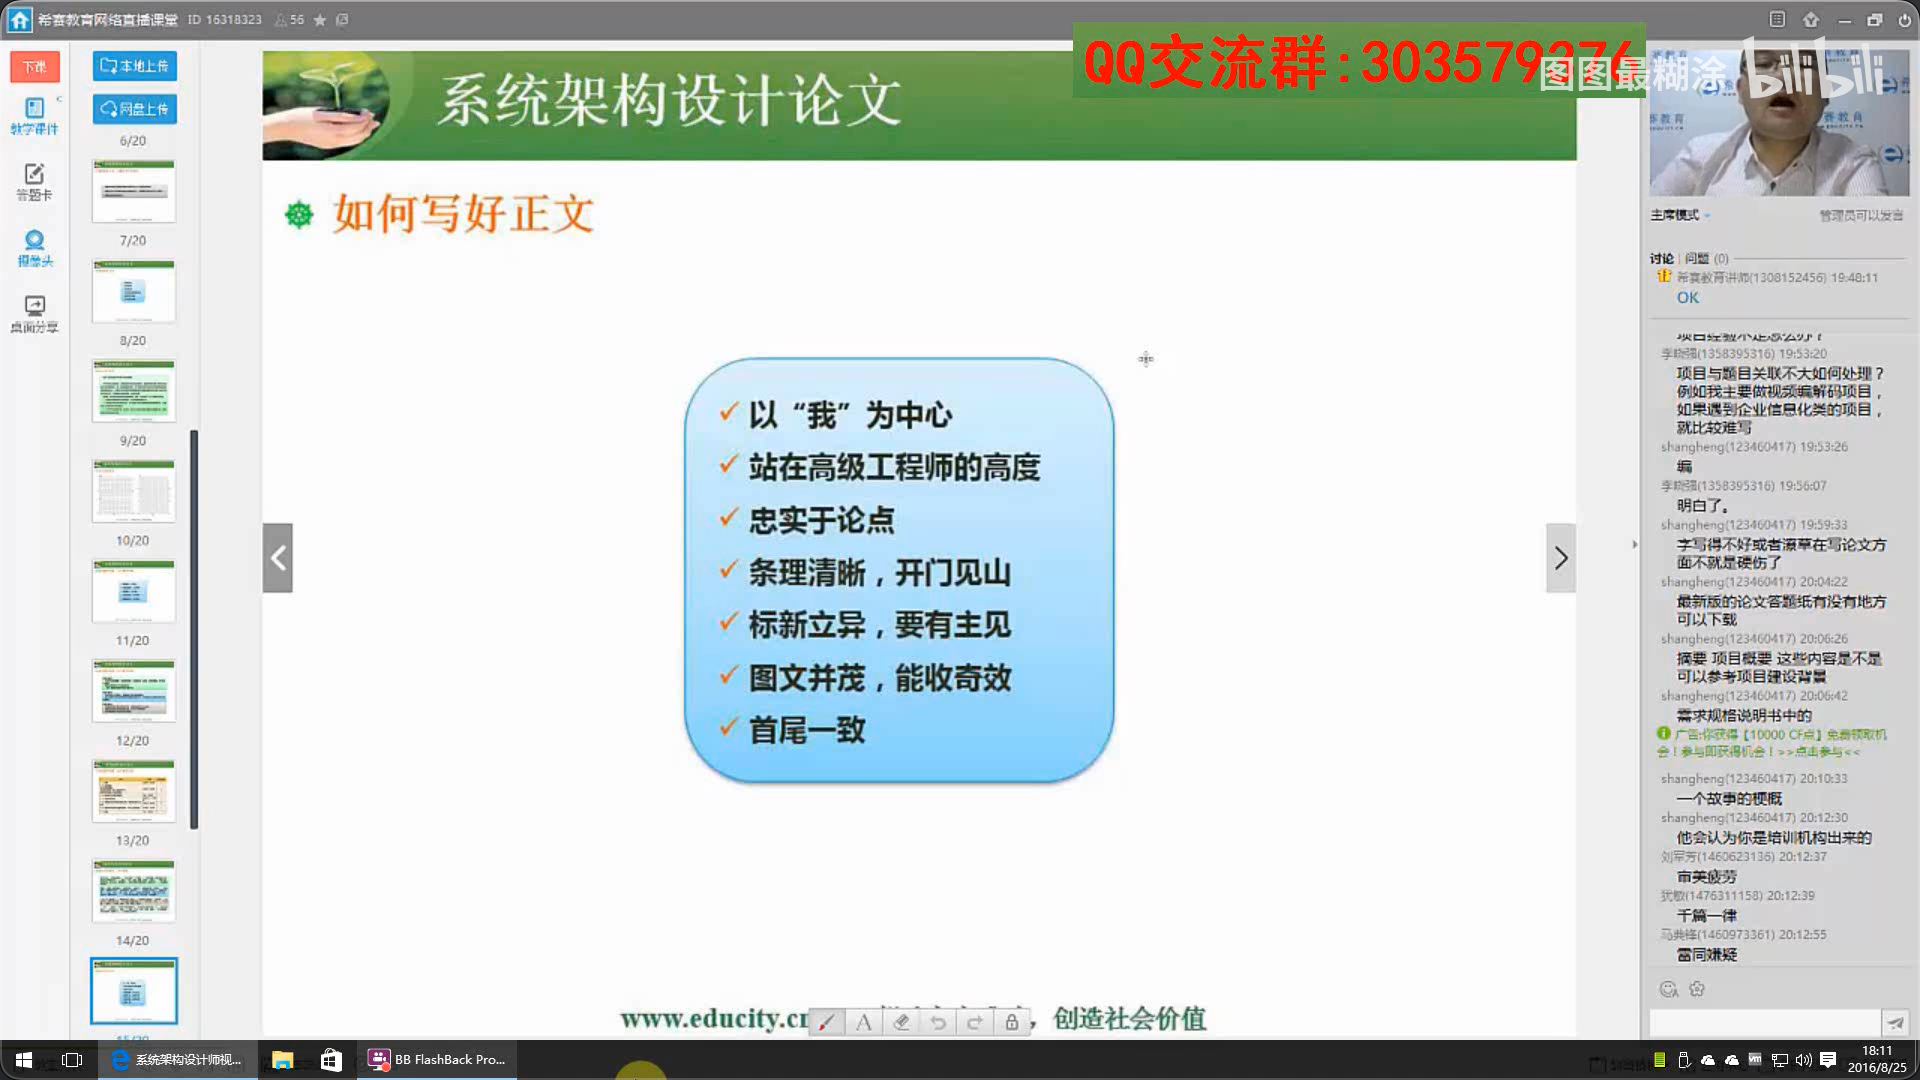 希赛教育网络直播课堂 ID 16318323 56
QQ交流群:303579376
图图最糊涂 bilibili
下课
教学课件
答题卡
摄像头
桌面分享
本地上传
网盘上传
6/20
7/20
8/20
9/20
10/20
11/20
12/20
13/20
14/20
系统架构设计论文
如何写好正文
以“我”为中心
站在高级工程师的高度
忠实于论点
条理清晰，开门见山
标新立异，要有主见
图文并茂，能收奇效
首尾一致
www.educity.cn
，创造社会价值
主席模式 管理员可以发言
讨论 问题 (0)
希赛教育讲师(1308152456) 19:48:11
OK
项目经验不足怎么办？
李晓强(1358395316) 19:53:20
项目与题目关联不大如何处理？
例如我主要做视频编解码项目，
如果遇到企业信息化类的项目，
就比较难写
shangheng(123460417) 19:53:26
编
李晓强(1358395316) 19:56:07
明白了。
shangheng(123460417) 19:59:33
字写得不好或者潦草在写论文方
面不就是硬伤了
shangheng(123460417) 20:04:22
最新版的论文答题纸有没有地方
可以下载
shangheng(123460417) 20:06:26
摘要 项目概要 这些内容是不是
可以参考项目建设背景
shangheng(123460417) 20:06:42
需求规格说明书中的
广告:你获得【10000 CF点】免费领取机
会！参与即获得机会！>>点击参与<<
shangheng(123460417) 20:10:33
一个故事的梗概
shangheng(123460417) 20:12:30
他会认为你是培训机构出来的
刘军芳(1460623136) 20:12:37
审美疲劳
犹敏(1476311158) 20:12:39
千篇一律
马典锋(1460973361) 20:12:55
雷同嫌疑
系统架构设计师视...
BB FlashBack Pro...
18:11
2016/8/25